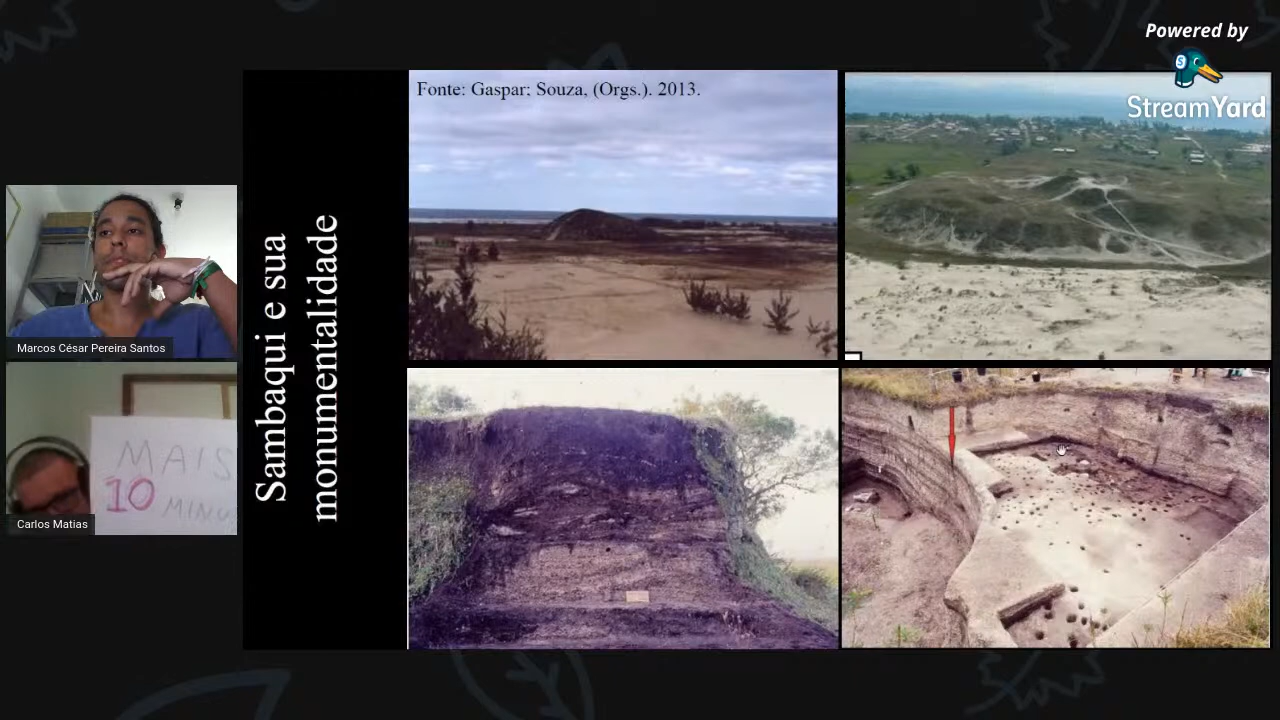 Powered by
StreamYard
Fonte: Gaspar; Souza, (Orgs.). 2013.
Sambaqui e sua
monumentalidade
Marcos César Pereira Santos
MAIS
10
Carlos Matias